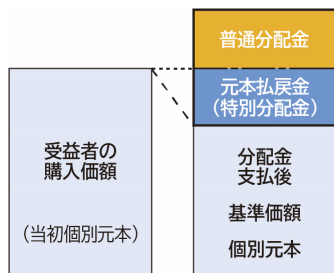 普通分配金
元本払戻金
（特別分配金）
受益者の
購入価額
（当初個別元本）
分配金
支払後
基準価額
個別元本